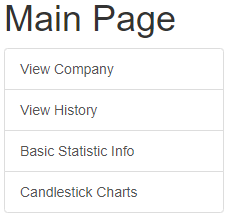 Main Page
View Company
View History
Basic Statistic Info
Candlestick Charts